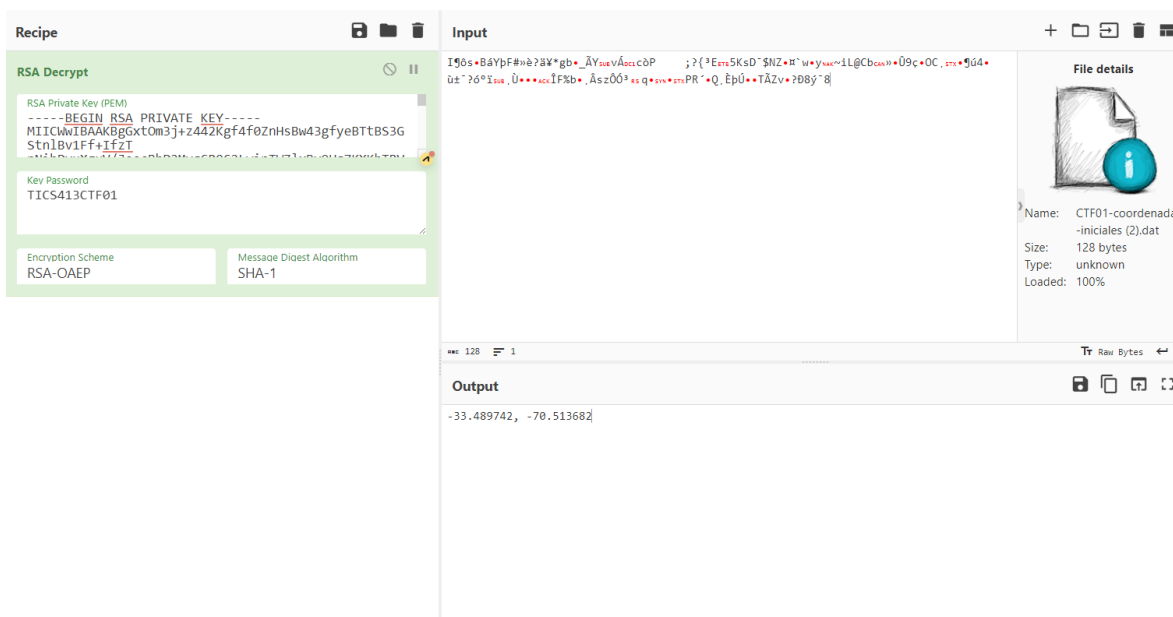 Recipe
RSA Decrypt
RSA Private Key (PEM)
-----BEGIN RSA PRIVATE KEY-----
MIICWwIBAAKBgGxtOm3j+z442Kgf4f0ZnHsBw43gfyeBTtBS3G
StnlBv1Ff+IfzT
Key Password
TICS413CTF01
Encryption Scheme
RSA-OAEP
Message Digest Algorithm
SHA-1
Input
File details
Name: CTF01-coordenada
-iniciales (2).dat
Size: 128 bytes
Type: unknown
Loaded: 100%
128 1
Raw Bytes
Output
-33.489742, -70.513682